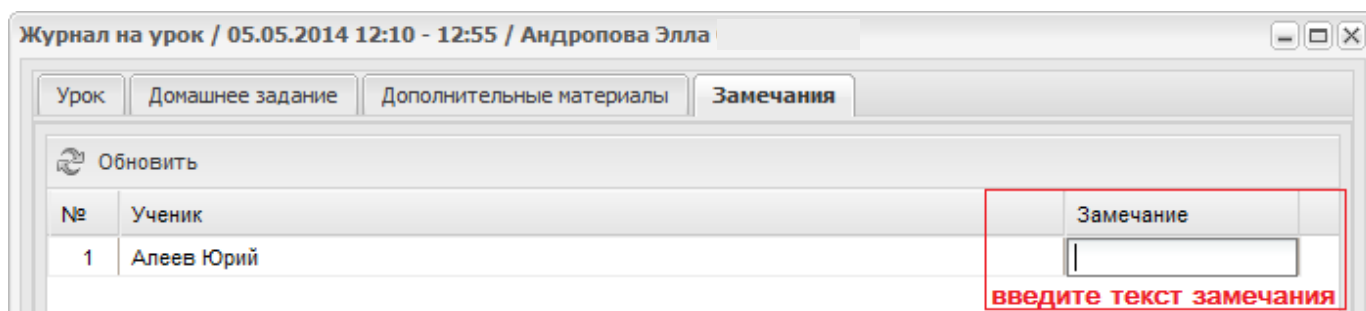 Журнал на урок / 05.05.2014 12:10 - 12:55 / Андропова Элла
Урок Домашнее задание Дополнительные материалы Замечания
Обновить
№ Ученик Замечание
1 Алеев Юрий
введите текст замечания